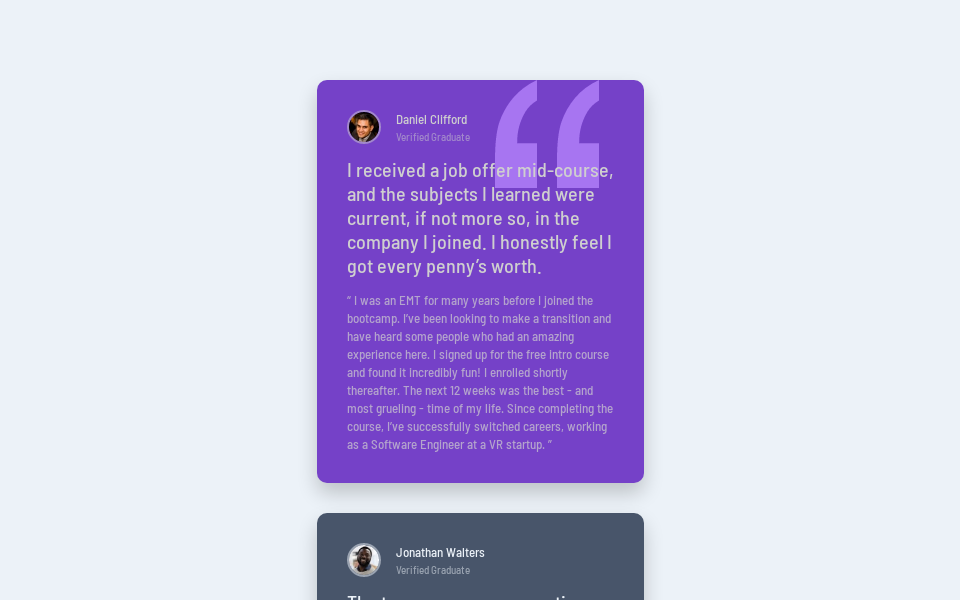 Daniel Clifford
Verified Graduate
I received a job offer mid-course,
and the subjects I learned were
current, if not more so, in the
company I joined. I honestly feel I
got every penny’s worth.
“ I was an EMT for many years before I joined the
bootcamp. I’ve been looking to make a transition and
have heard some people who had an amazing
experience here. I signed up for the free intro course
and found it incredibly fun! I enrolled shortly
thereafter. The next 12 weeks was the best - and
most grueling - time of my life. Since completing the
course, I’ve successfully switched careers, working
as a Software Engineer at a VR startup. ”
Jonathan Walters
Verified Graduate